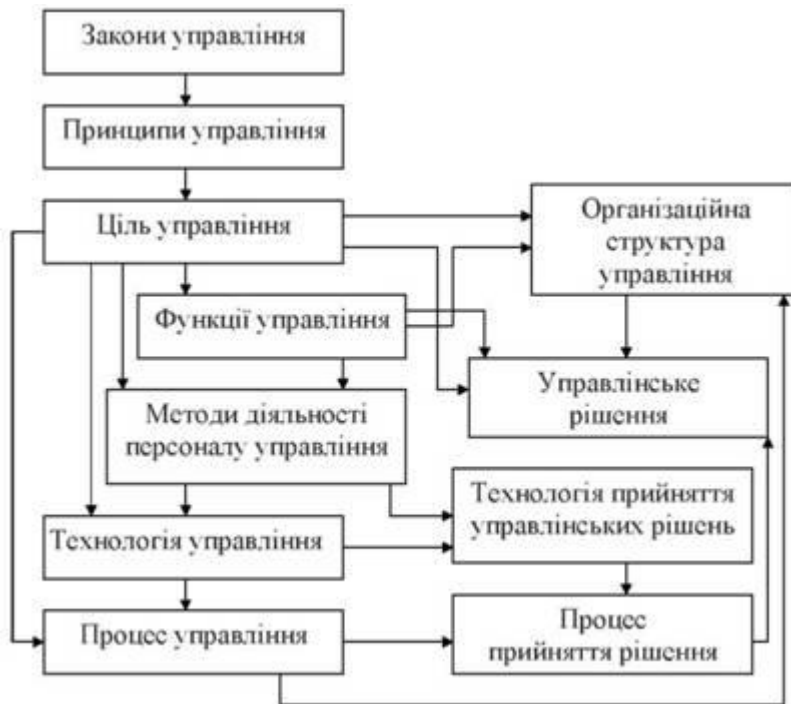 Закони управління
Принципи управління
Ціль управління
Організаційна
структура
управління
Функції управління
Управлінське
рішення
Методи діяльності
персоналу управління
Технологія прийняття
управлінських рішень
Технологія управління
Процес управління
Процес
прийняття рішення